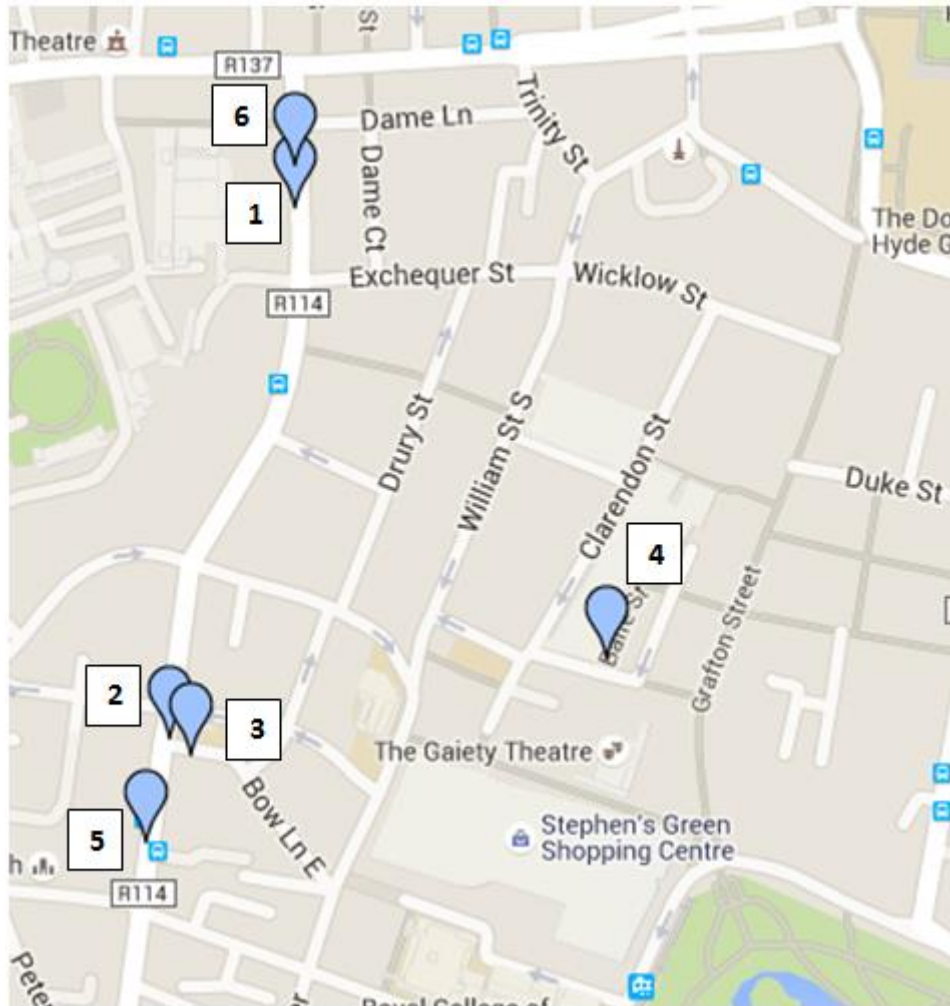 Theatre
St
R137
6
Dame Ln
Trinity St
1
Dame Ct
The Do
Hyde G
Exchequer St
Wicklow St
R114
Drury St
William St S
Clarendon St
Duke St
4
Grafton Street
2
3
The Gaiety Theatre
Bow Ln E
5
Stephen's Green
Shopping Centre
h
R114
Pete
Royal College of